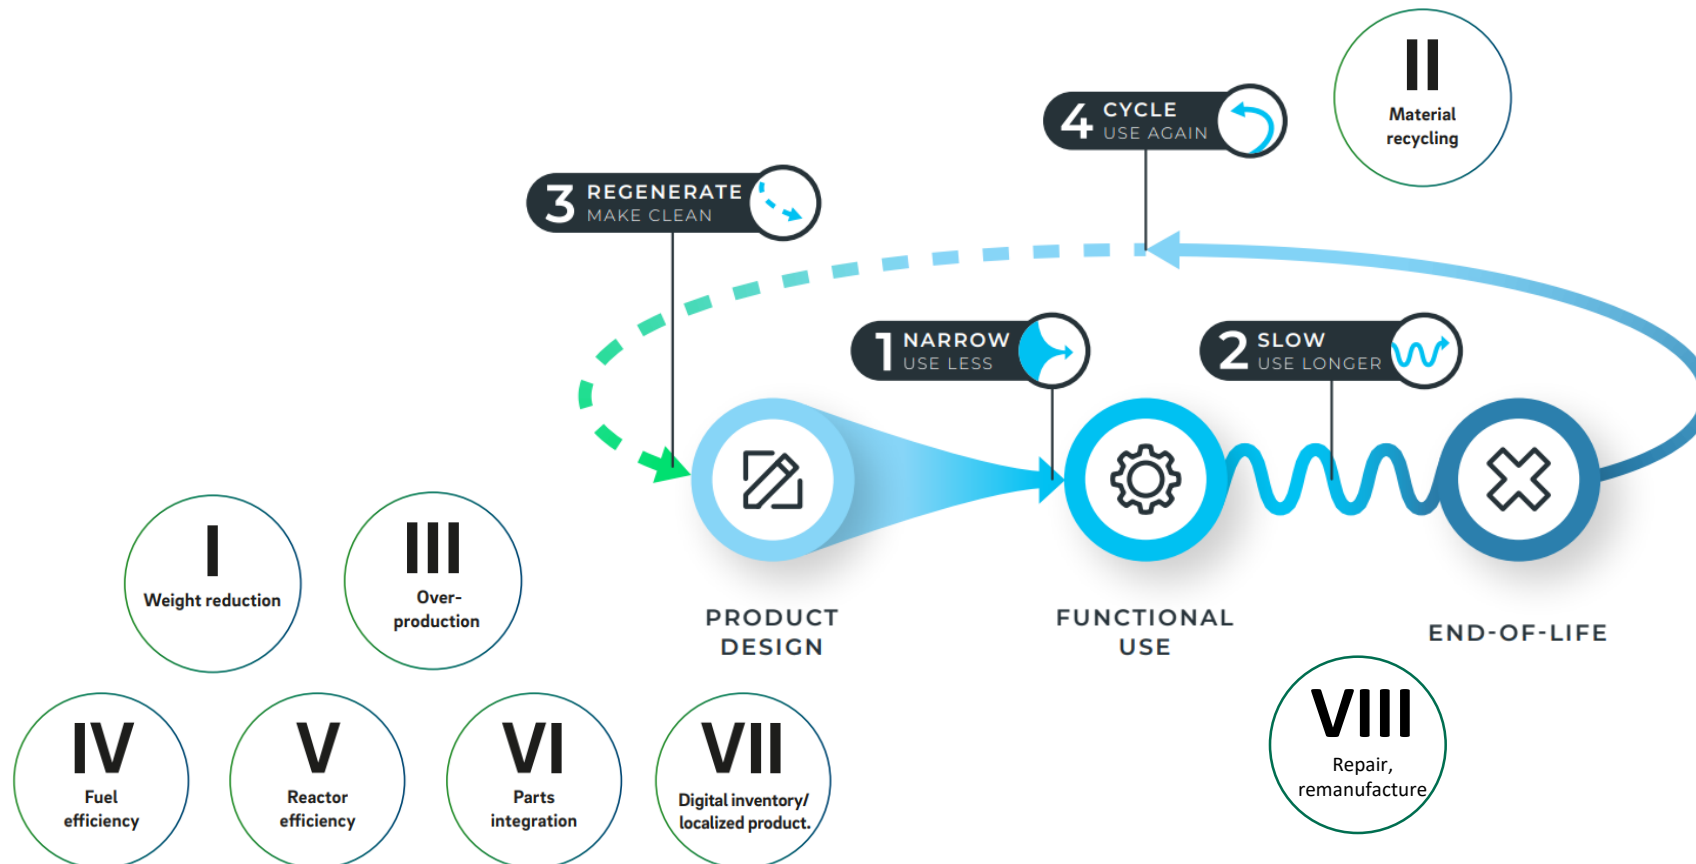 II
Material
recycling
4 CYCLE
USE AGAIN
3 REGENERATE
MAKE CLEAN
1 NARROW
USE LESS
2 SLOW
USE LONGER
PRODUCT
DESIGN
FUNCTIONAL
USE
END-OF-LIFE
I
Weight reduction
III
Over-
production
IV
Fuel
efficiency
V
Reactor
efficiency
VI
Parts
integration
VII
Digital inventory/
localized product.
VIII
Repair,
remanufacture